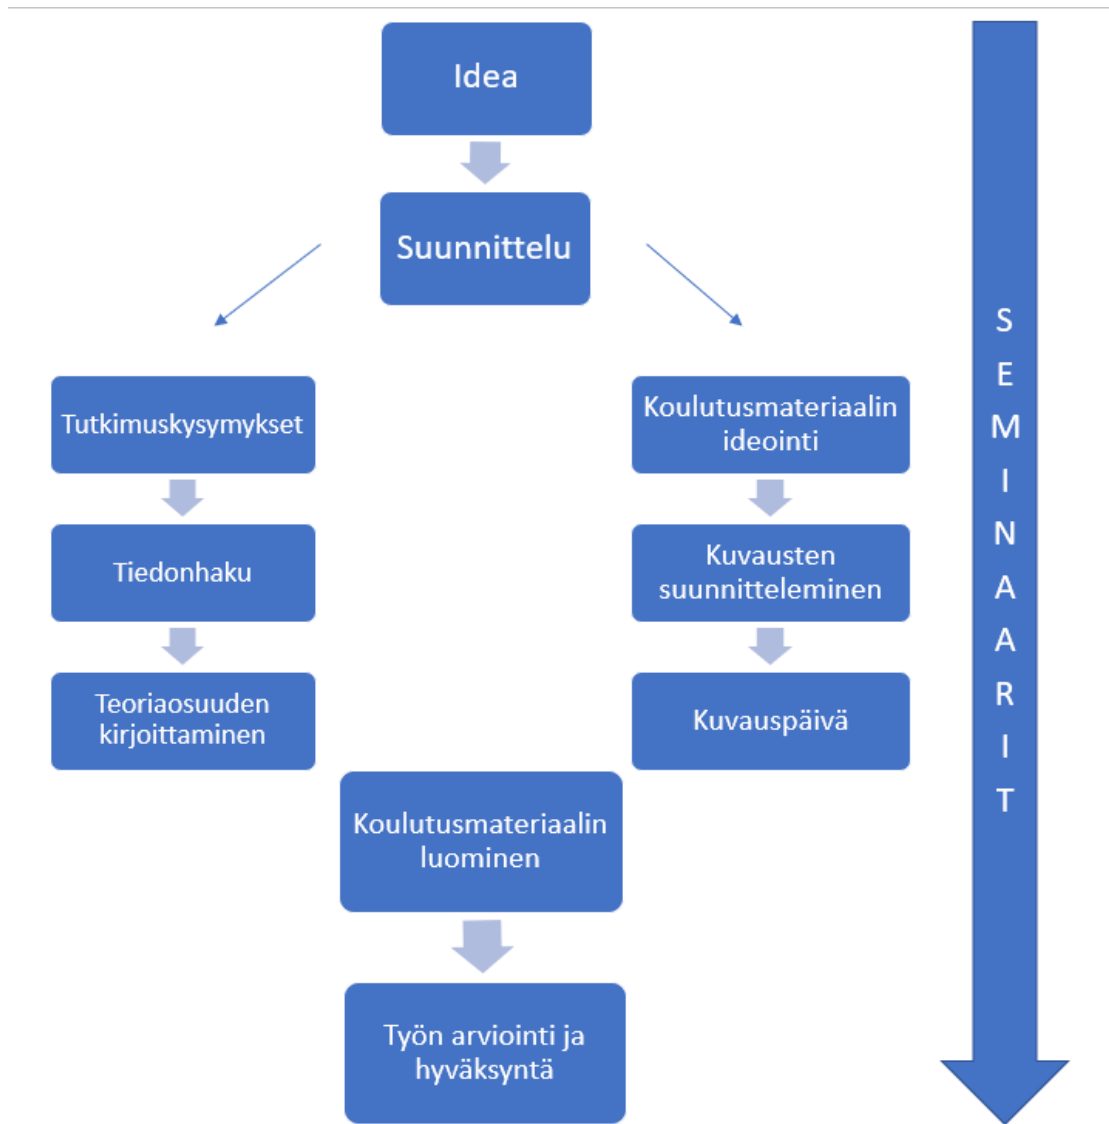 Idea
Suunnittelu
Tutkimuskysymykset
Tiedonhaku
Teoriaosuuden
kirjoittaminen
Koulutusmateriaalin
ideointi
Kuvausten
suunnitteleminen
Kuvauspäivä
Koulutusmateriaalin
luominen
Työn arviointi ja
hyväksyntä
S
E
M
I
N
A
A
R
I
T